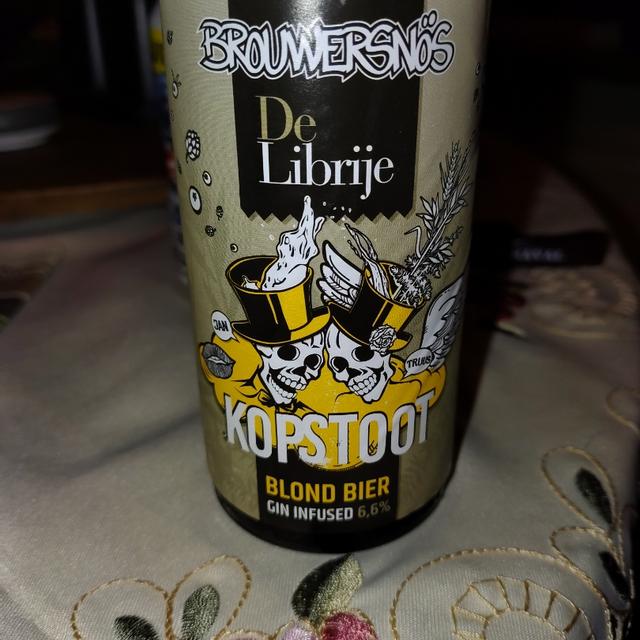 BROUWERSNÖS
De
Librije
JAN
TRUUS
KOPSTOOT
BLOND BIER
GIN INFUSED 6,6%